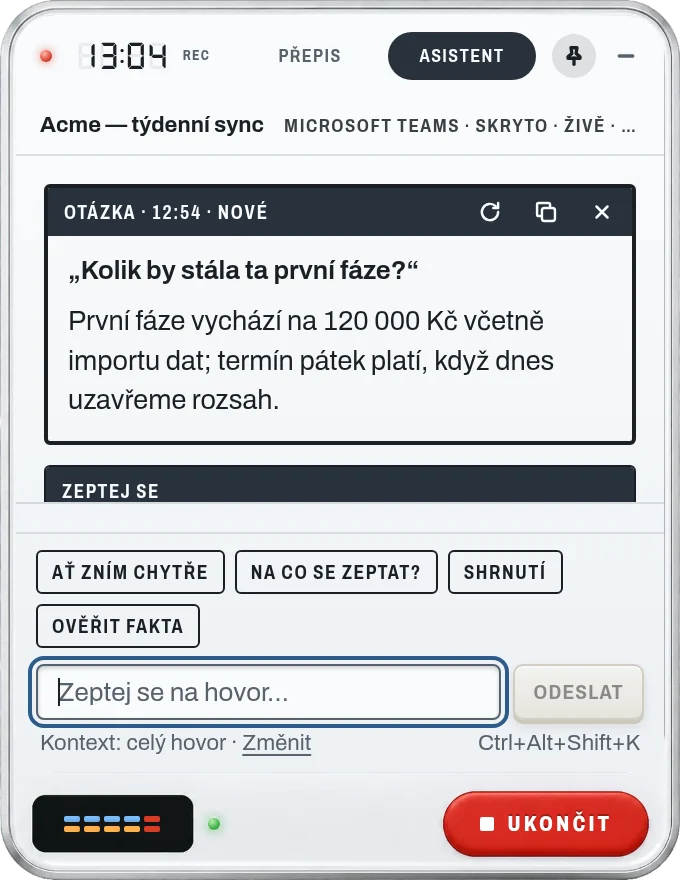 13:04 REC PŘEPIS ASISTENT
Acme — týdenní sync MICROSOFT TEAMS · SKRYTO · ŽIVĚ · ...
OTÁZKA · 12:54 · NOVÉ
„Kolik by stála ta první fáze?“
První fáze vychází na 120 000 Kč včetně
importu dat; termín pátek platí, když dnes
uzavřeme rozsah.
ZEPTEJ SE
AŤ ZNÍM CHYTŘE NA CO SE ZEPTAT? SHRNUTÍ
OVĚŘIT FAKTA
Zeptej se na hovor... ODESLAT
Kontext: celý hovor · Změnit Ctrl+Alt+Shift+K
UKONČIT